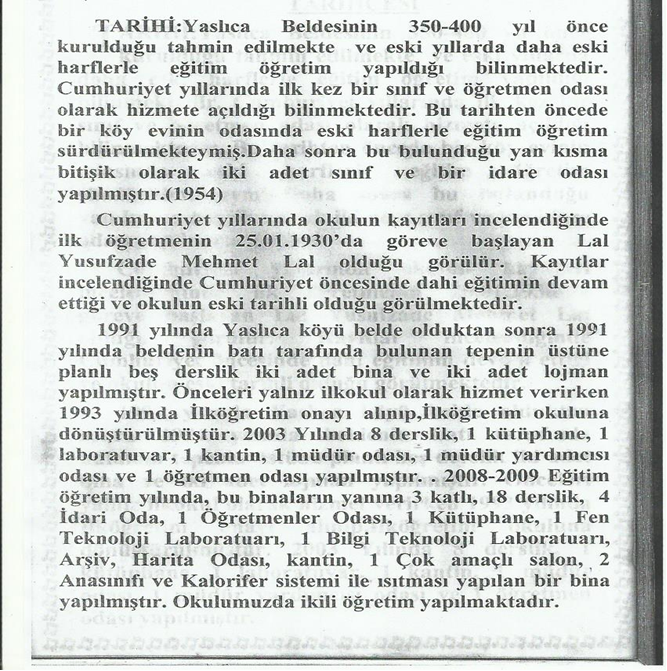 TARİHİ:Yaslıca Beldesinin 350-400 yıl önce
kurulduğu tahmin edilmekte ve eski yıllarda daha eski
harflerle eğitim öğretim yapıldığı bilinmektedir.
Cumhuriyet yıllarında ilk kez bir sınıf ve öğretmen odası
olarak hizmete açıldığı bilinmektedir. Bu tarihten öncede
bir köy evinin odasında eski harflerle eğitim öğretim
sürdürülmekteymiş.Daha sonra bu bulunduğu yan kısma
bitişik olarak iki adet sınıf ve bir idare odası
yapılmıştır.(1954)
Cumhuriyet yıllarında okulun kayıtları incelendiğinde
ilk öğretmenin 25.01.1930’da göreve başlayan Lal
Yusufzade Mehmet Lal olduğu görülür. Kayıtlar
incelendiğinde Cumhuriyet öncesinde dahi eğitimin devam
ettiği ve okulun eski tarihli olduğu görülmektedir.
1991 yılında Yaslıca köyü belde olduktan sonra 1991
yılında beldenin batı tarafında bulunan tepenin üstüne
planlı beş derslik iki adet bina ve iki adet lojman
yapılmıştır. Önceleri yalnız ilkokul olarak hizmet verirken
1993 yılında İlköğretim onayı alınıp,İlköğretim okuluna
dönüştürülmüştür. 2003 Yılında 8 derslik, 1 kütüphane, 1
laboratuvar, 1 kantin, 1 müdür odası, 1 müdür yardımcısı
odası ve 1 öğretmen odası yapılmıştır. . 2008-2009 Eğitim
öğretim yılında, bu binaların yanına 3 katlı, 18 derslik, 4
İdari Oda, 1 Öğretmenler Odası, 1 Kütüphane, 1 Fen
Teknoloji Laboratuarı, 1 Bilgi Teknoloji Laboratuarı,
Arşiv, Harita Odası, kantin, 1 Çok amaçlı salon, 2
Anasınıfı ve Kalorifer sistemi ile ısıtması yapılan bir bina
yapılmıştır. Okulumuzda ikili öğretim yapılmaktadır.